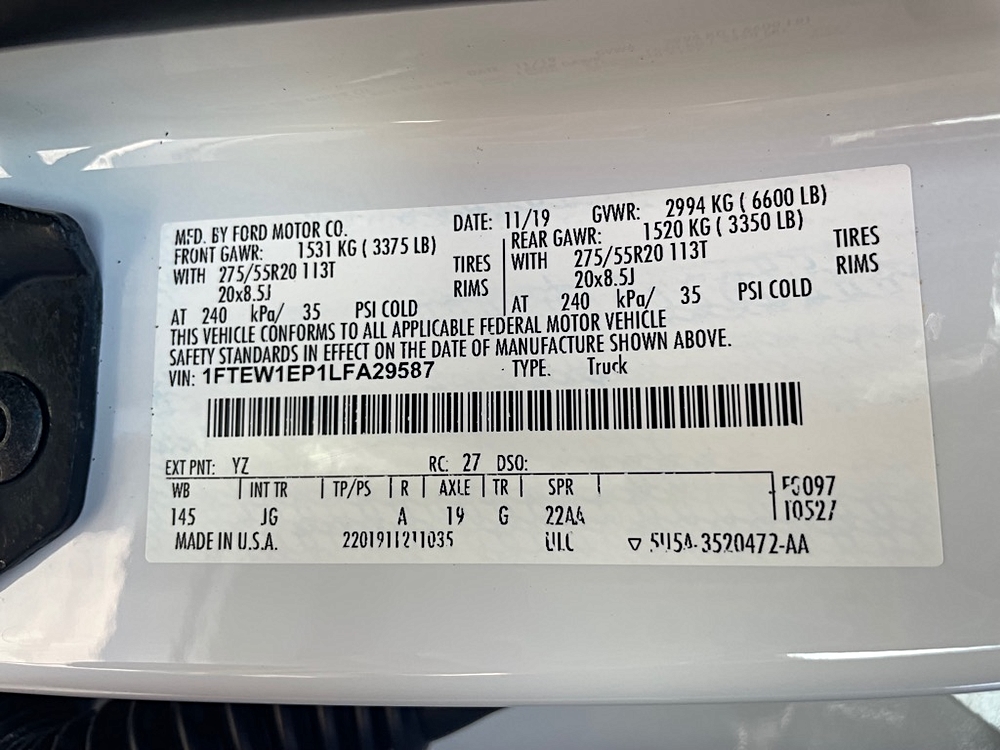 MFD. BY FORD MOTOR CO. DATE: 11/19 GVWR: 2994 KG ( 6600 LB)
FRONT GAWR: 1531 KG ( 3375 LB) REAR GAWR: 1520 KG ( 3350 LB)
WITH 275/55R20 113T TIRES WITH 275/55R20 113T TIRES
20x8.5J RIMS 20x8.5J RIMS
AT 240 kPa/ 35 PSI COLD AT 240 kPa/ 35 PSI COLD
THIS VEHICLE CONFORMS TO ALL APPLICABLE FEDERAL MOTOR VEHICLE
SAFETY STANDARDS IN EFFECT ON THE DATE OF MANUFACTURE SHOWN ABOVE.
VIN: 1FTEW1EP1LFA29587 TYPE. Truck
EXT PNT: YZ RC: 27 DSO:
WB INT TR TP/PS R AXLE TR SPR
145 JG A 19 G 22AA
MADE IN U.S.A. 2201911211035